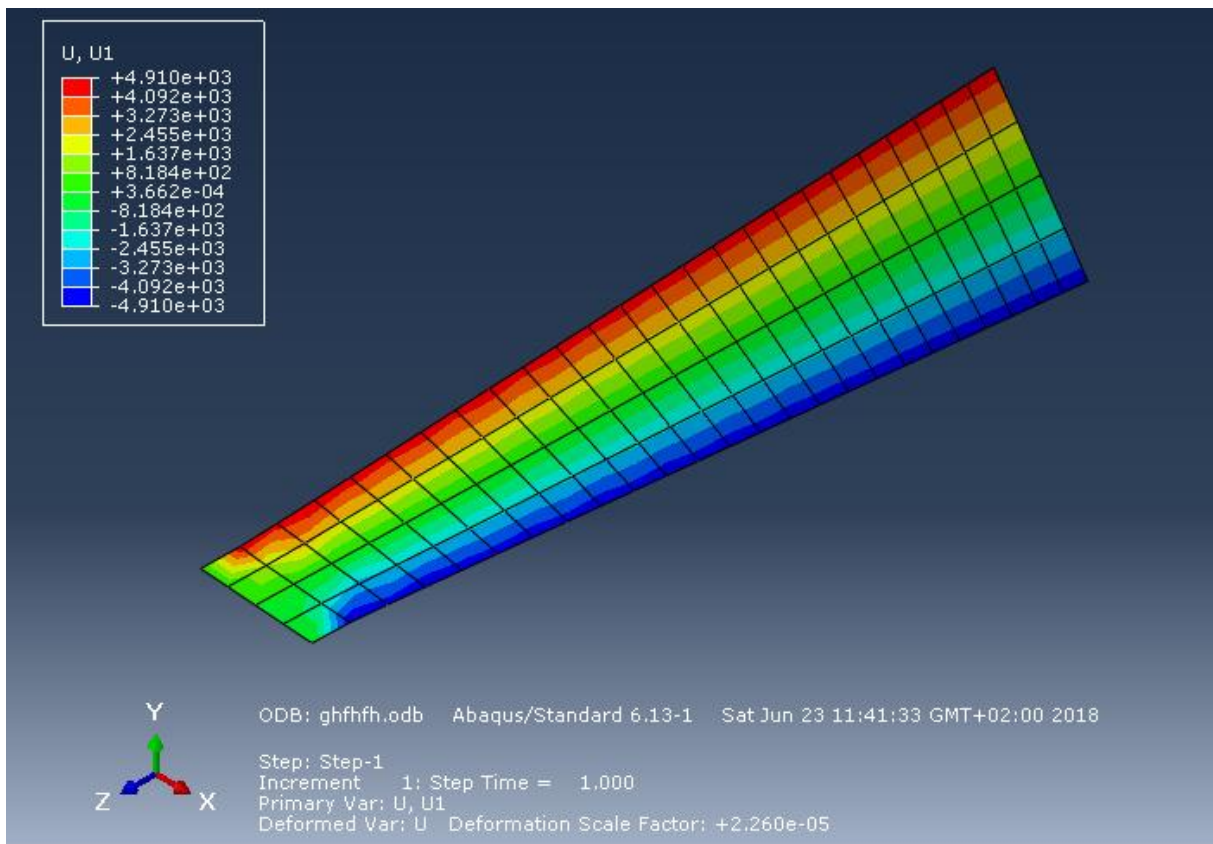 U, U1
+4.910e+03
+4.092e+03
+3.273e+03
+2.455e+03
+1.637e+03
+8.184e+02
+3.662e-04
-8.184e+02
-1.637e+03
-2.455e+03
-3.273e+03
-4.092e+03
-4.910e+03
Y
Z
X
ODB: ghfhfh.odb Abaqus/Standard 6.13-1 Sat Jun 23 11:41:33 GMT+02:00 2018
Step: Step-1
Increment 1: Step Time = 1.000
Primary Var: U, U1
Deformed Var: U Deformation Scale Factor: +2.260e-05